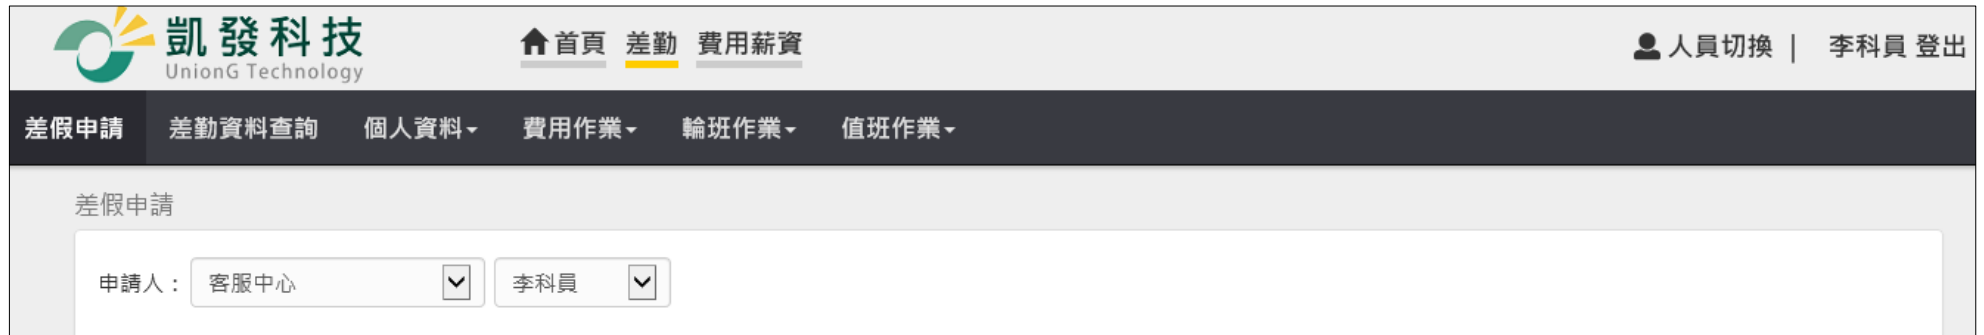 凱發科技
UnionG Technology
首頁 差勤 費用薪資
人員切換 | 李科員 登出
差假申請 差勤資料查詢 個人資料 費用作業 輪班作業 值班作業
差假申請
申請人： 客服中心 李科員